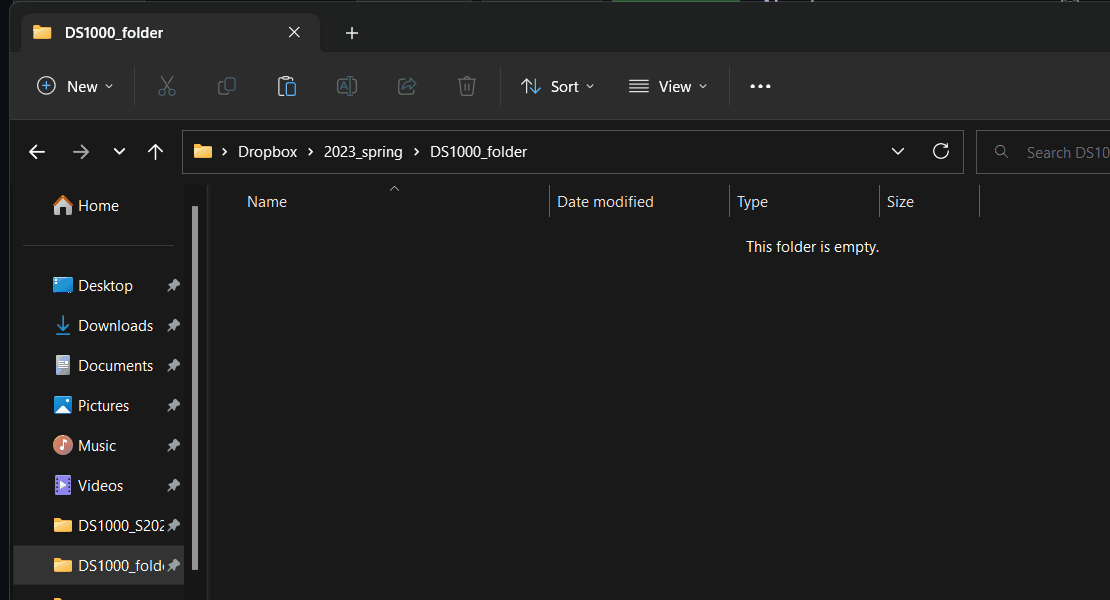 DS1000_folder
New
Sort
View
Dropbox
2023_spring
DS1000_folder
Search DS10
Home
Name
Date modified
Type
Size
This folder is empty.
Desktop
Downloads
Documents
Pictures
Music
Videos
DS1000_S202
DS1000_folde